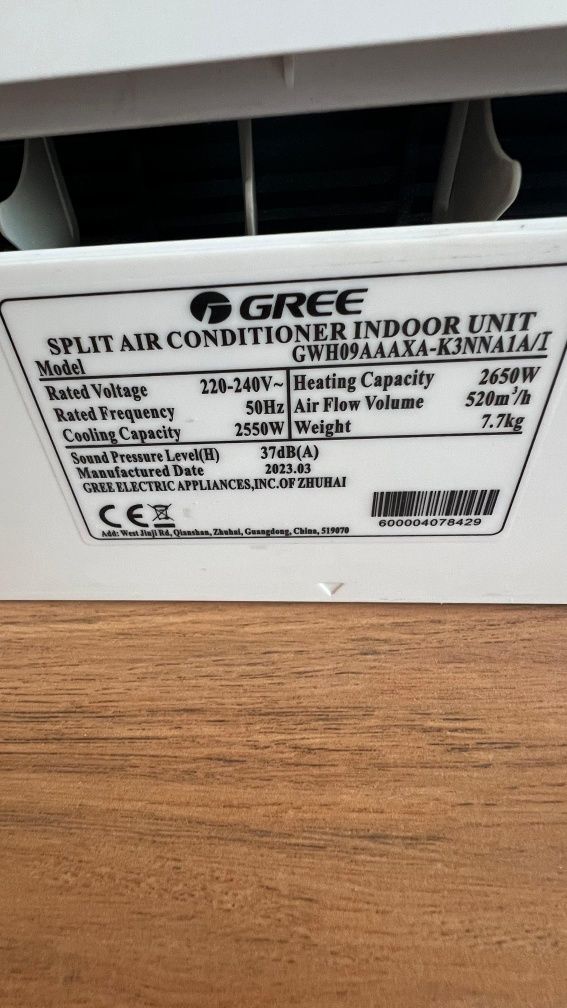 GREE
SPLIT AIR CONDITIONER INDOOR UNIT
Model GWH09AAAXA-K3NNA1A/I
Rated Voltage 220-240V~ Heating Capacity 2650W
Rated Frequency 50Hz Air Flow Volume 520m³/h
Cooling Capacity 2550W Weight 7.7kg
Sound Pressure Level(H) 37dB(A)
Manufactured Date 2023.03
GREE ELECTRIC APPLIANCES,INC.OF ZHUHAI
CE
600004078429
Add: West Jinji Rd, Qianshan, Zhuhai, Guangdong, China, 519070